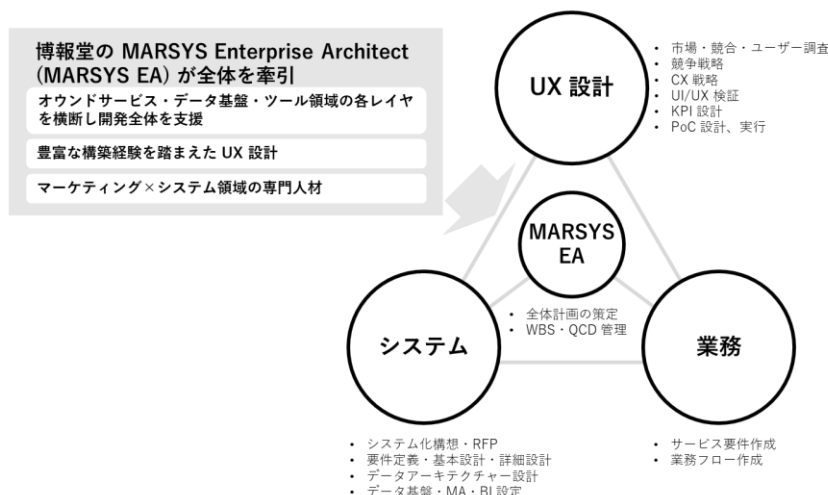 博報堂の MARSYS Enterprise Architect
(MARSYS EA) が全体を牽引
オウンドサービス・データ基盤・ツール領域の各レイヤ
を横断し開発全体を支援
豊富な構築経験を踏まえた UX 設計
マーケティング×システム領域の専門人材
UX 設計
• 市場・競合・ユーザー調査
• 競争戦略
• CX 戦略
• UI/UX 検証
• KPI 設計
• PoC 設計、実行
MARSYS
EA
• 全体計画の策定
• WBS・QCD 管理
システム
• システム化構想・RFP
• 要件定義・基本設計・詳細設計
• データアーキテクチャー設計
• データ基盤・MA・BI 設定
業務
• サービス要件作成
• 業務フロー作成